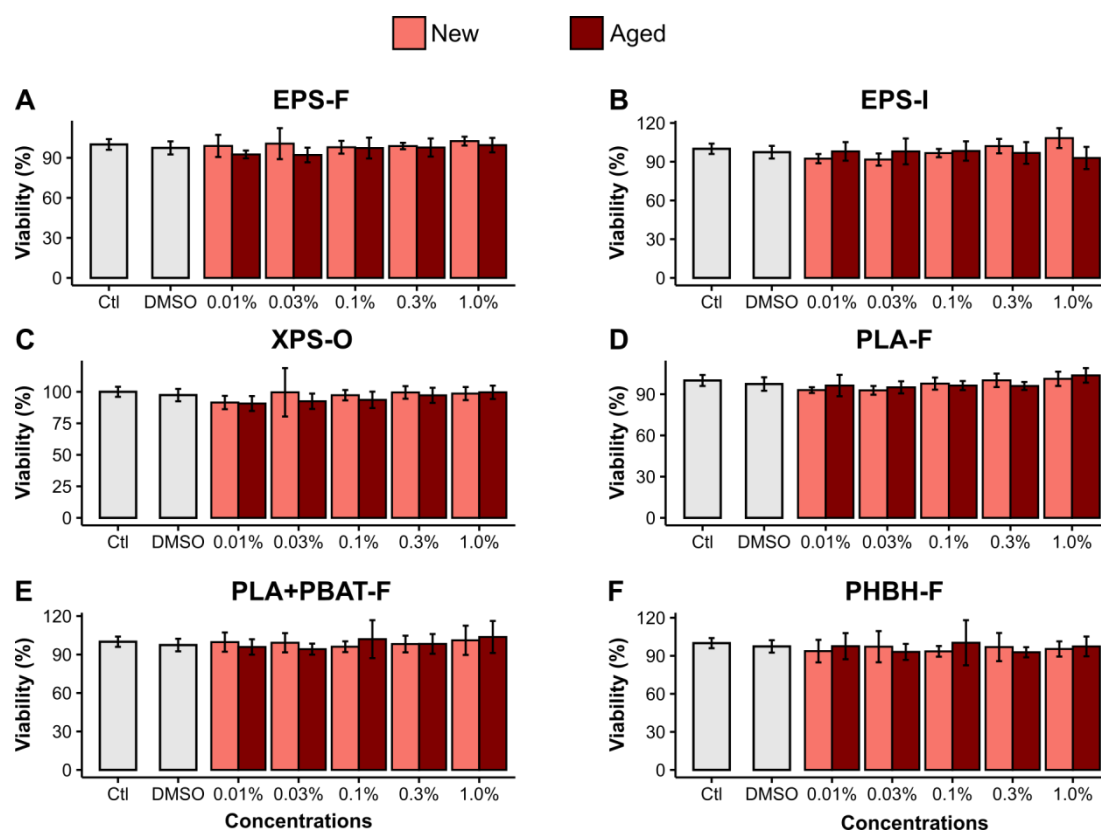 New Aged
A EPS-F
Viability (%)
90
60
30
0
Ctl DMSO 0.01% 0.03% 0.1% 0.3% 1.0%
B EPS-I
Viability (%)
120
90
60
30
0
Ctl DMSO 0.01% 0.03% 0.1% 0.3% 1.0%
C XPS-O
Viability (%)
100
75
50
25
0
Ctl DMSO 0.01% 0.03% 0.1% 0.3% 1.0%
D PLA-F
Viability (%)
90
60
30
0
Ctl DMSO 0.01% 0.03% 0.1% 0.3% 1.0%
E PLA+PBAT-F
Viability (%)
120
90
60
30
0
Ctl DMSO 0.01% 0.03% 0.1% 0.3% 1.0%
Concentrations
F PHBH-F
Viability (%)
120
90
60
30
0
Ctl DMSO 0.01% 0.03% 0.1% 0.3% 1.0%
Concentrations